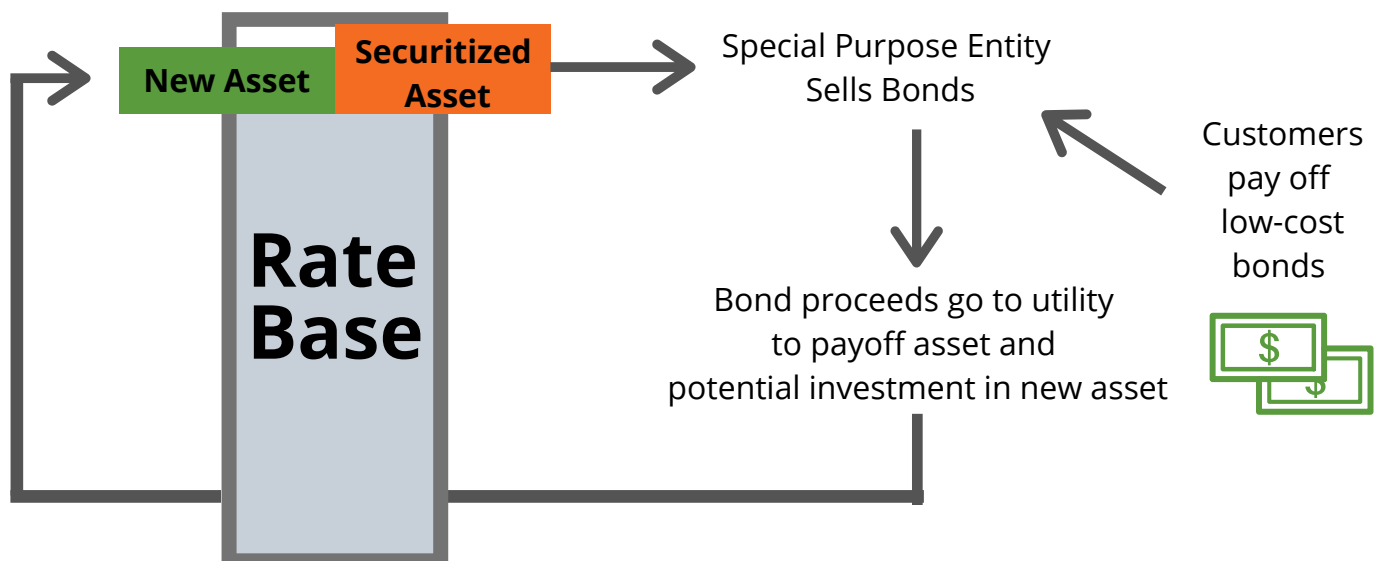 New Asset
Securitized
Asset
Rate
Base
Special Purpose Entity
Sells Bonds
Bond proceeds go to utility
to payoff asset and
potential investment in new asset
Customers
pay off
low-cost
bonds
$
$